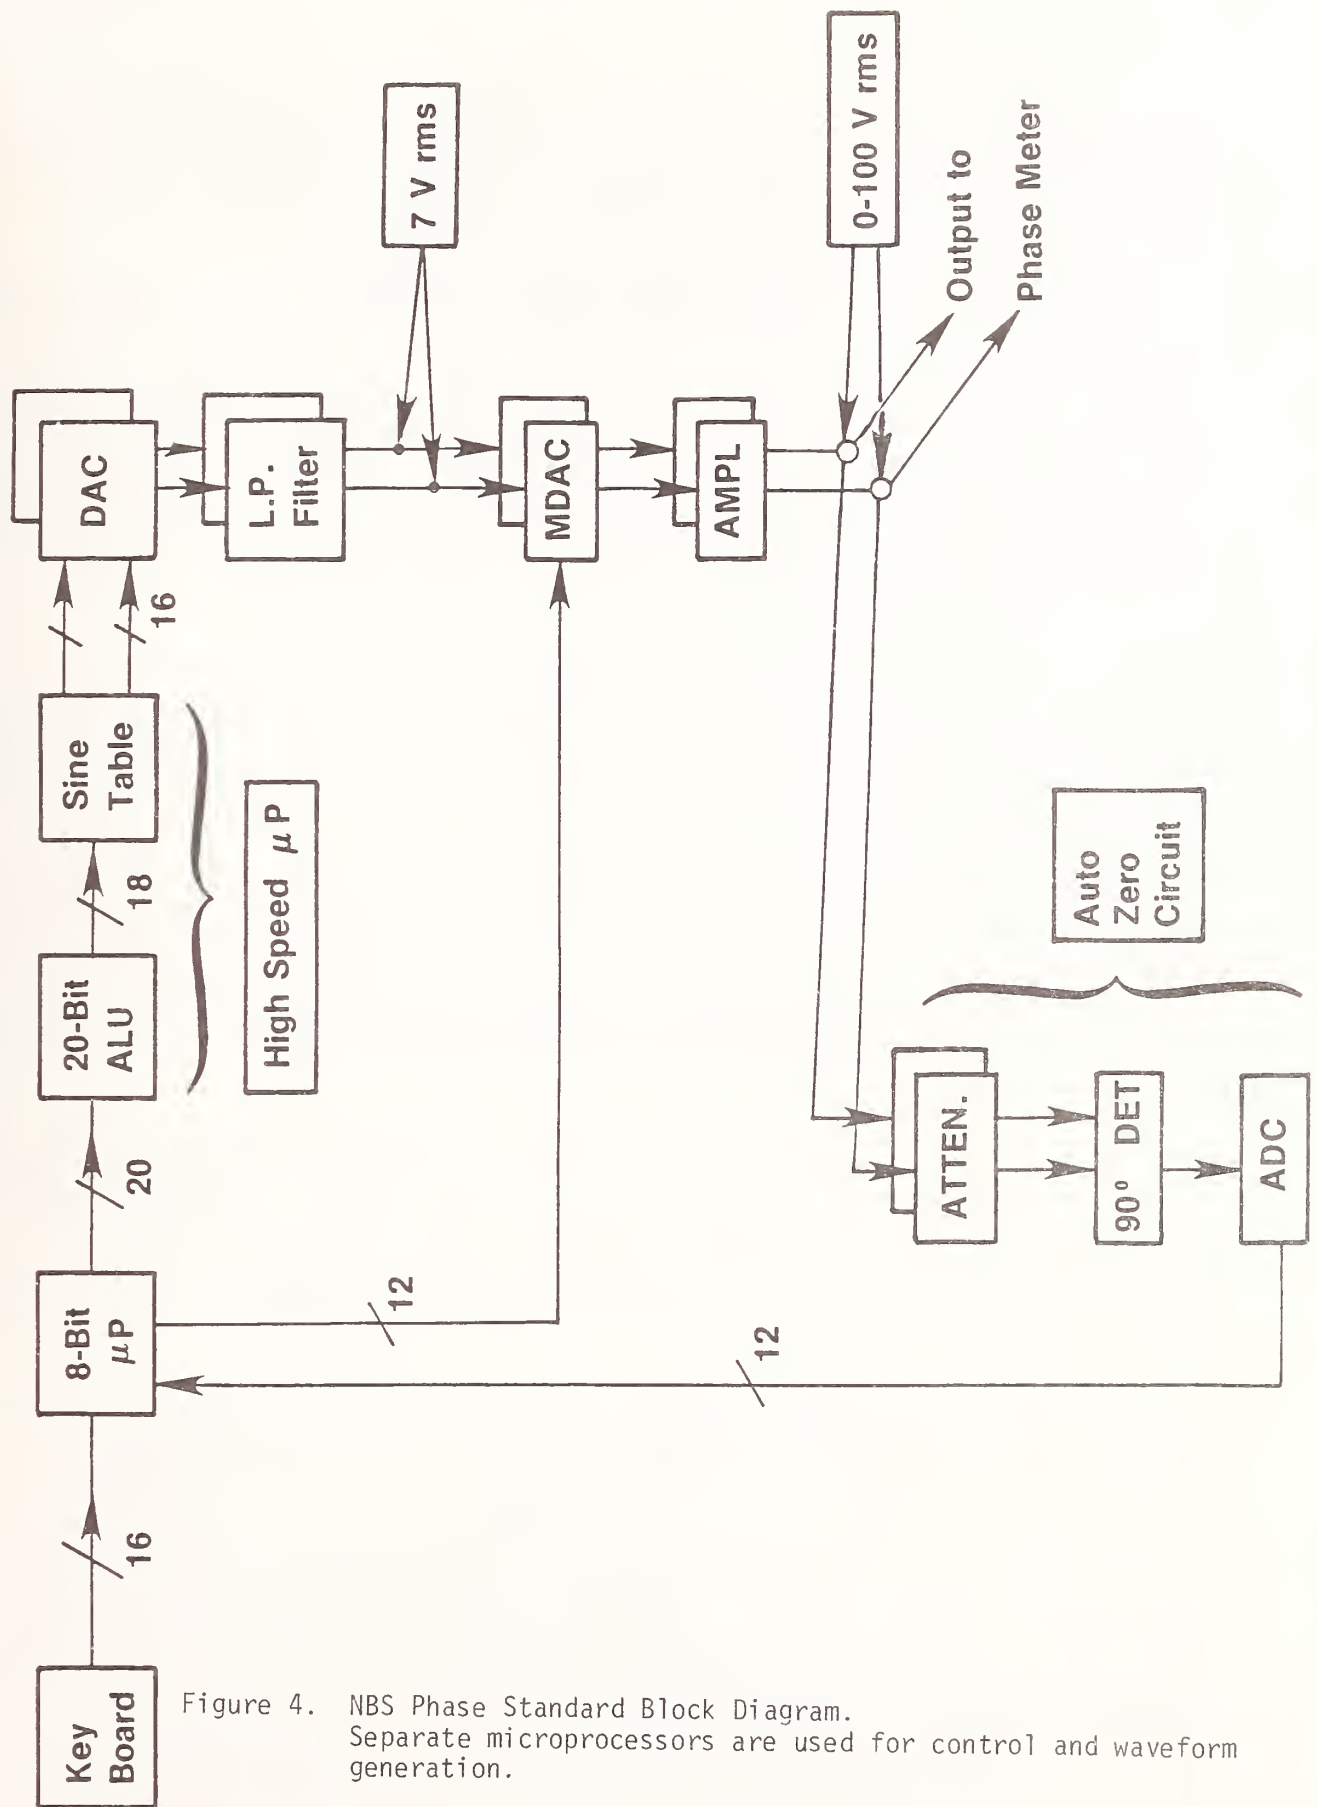 Key
Board
16
8-Bit
μP
20
20-Bit
ALU
18
Sine
Table
16
DAC
High Speed μP
L.P.
Filter
7 V rms
12
MDAC
AMPL
0-100 V rms
Output to
Phase Meter
12
ATTEN.
90° DET
ADC
Auto
Zero
Circuit
Figure 4. NBS Phase Standard Block Diagram.
Separate microprocessors are used for control and waveform
generation.